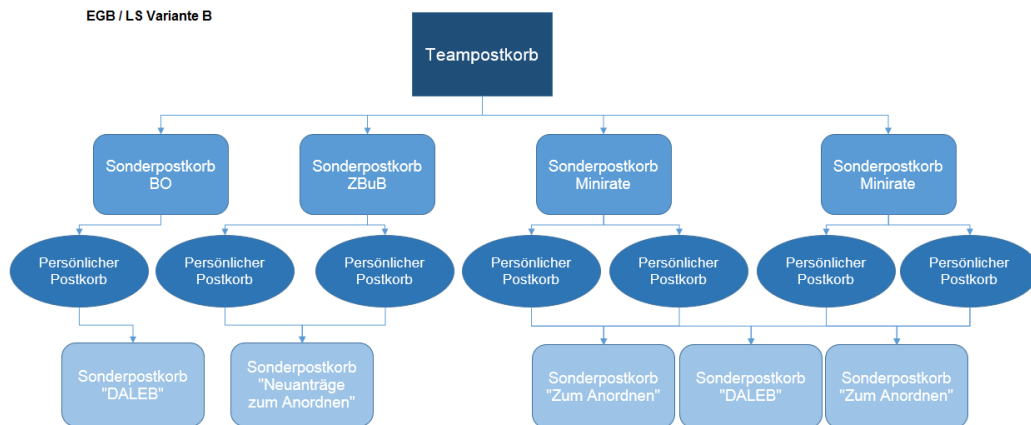 EGB / LS Variante B
Teampostkorb
Sonderpostkorb
BO
Sonderpostkorb
ZBuB
Sonderpostkorb
Minirate
Sonderpostkorb
Minirate
Persönlicher
Postkorb
Persönlicher
Postkorb
Persönlicher
Postkorb
Persönlicher
Postkorb
Persönlicher
Postkorb
Persönlicher
Postkorb
Persönlicher
Postkorb
Sonderpostkorb
"DALEB"
Sonderpostkorb
"Neuanträge
zum Anordnen"
Sonderpostkorb
"Zum Anordnen"
Sonderpostkorb
"DALEB"
Sonderpostkorb
"Zum Anordnen"